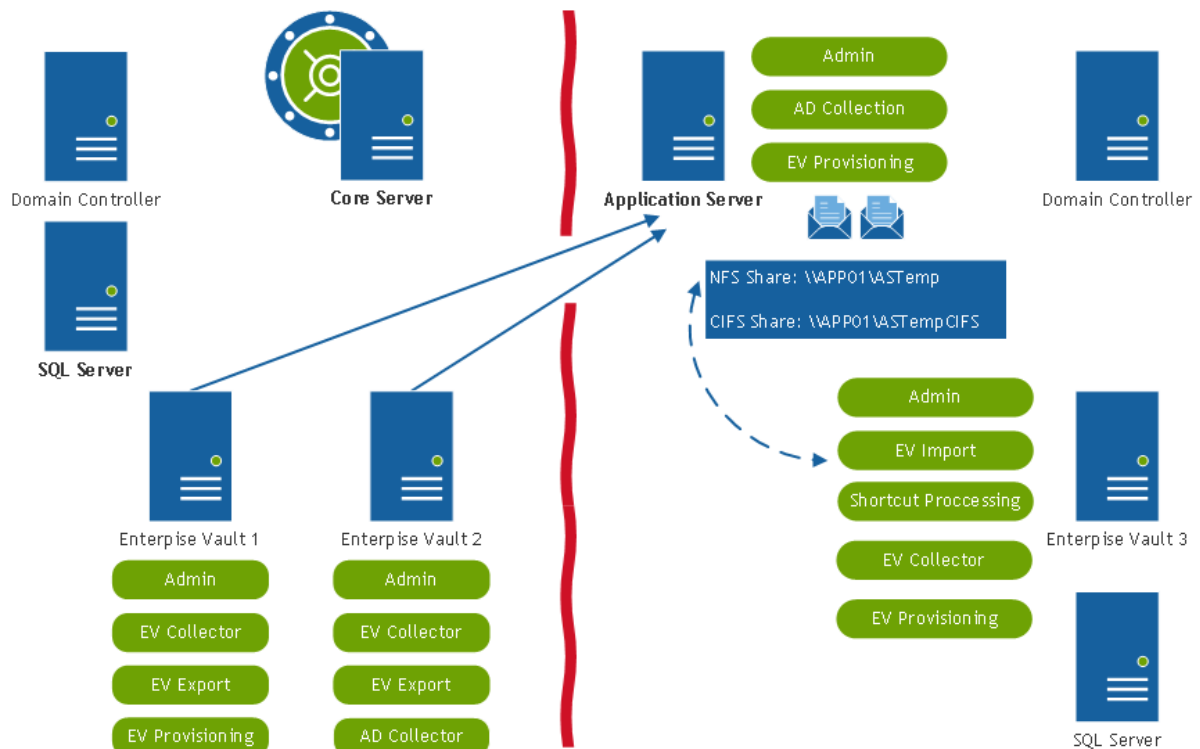 Domain Controller
Core Server
SQL Server
Enterpise Vault 1
Admin
EV Collector
EV Export
EV Provisioning
Enterpise Vault 2
Admin
EV Collector
EV Export
AD Collector
Application Server
Admin
AD Collection
EV Provisioning
Domain Controller
NFS Share: \\APP01\ASTemp
CIFS Share: \\APP01\ASTempCIFS
Admin
EV Import
Shortcut Proccessing
EV Collector
EV Provisioning
Enterpise Vault 3
SQL Server